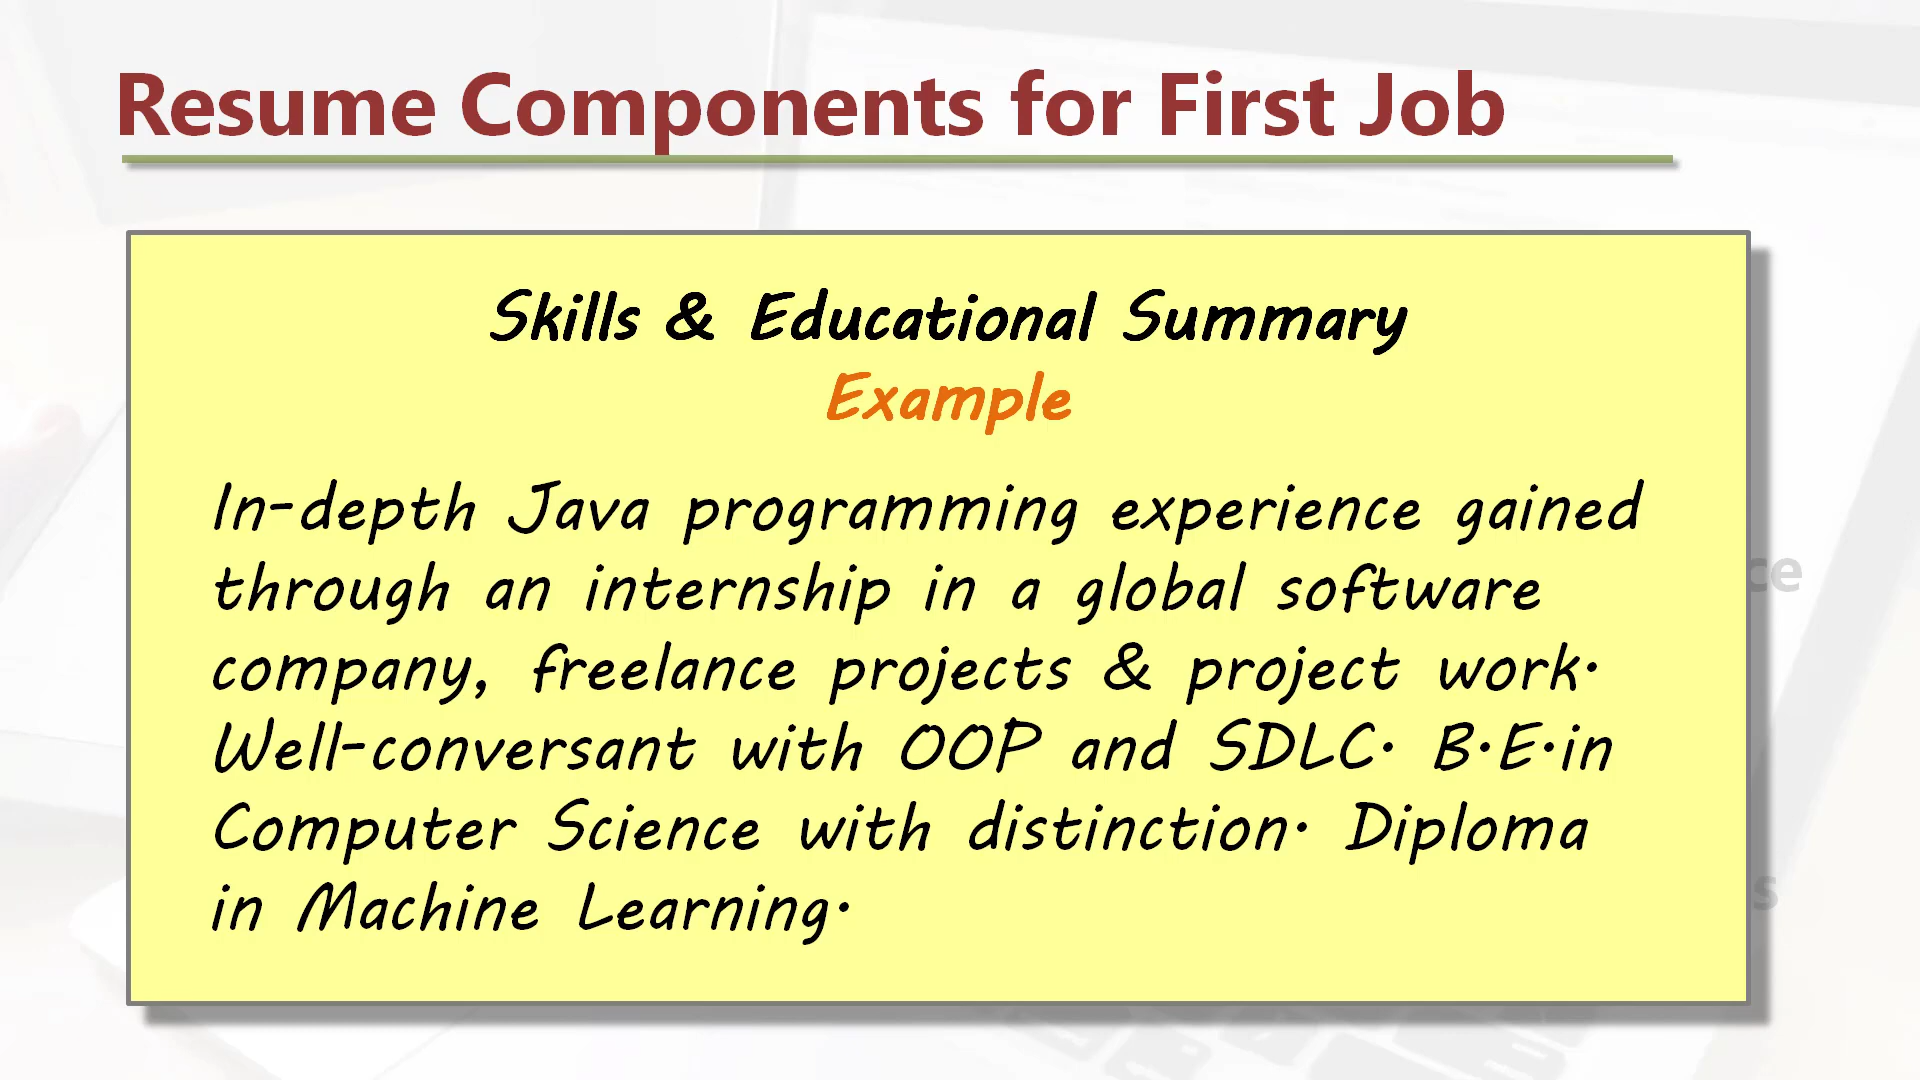 Resume Components for First Job
Skills & Educational Summary
Example
In-depth Java programming experience gained
through an internship in a global software
company, freelance projects & project work.
Well-conversant with OOP and SDLC. B.E.in
Computer Science with distinction. Diploma
in Machine Learning.